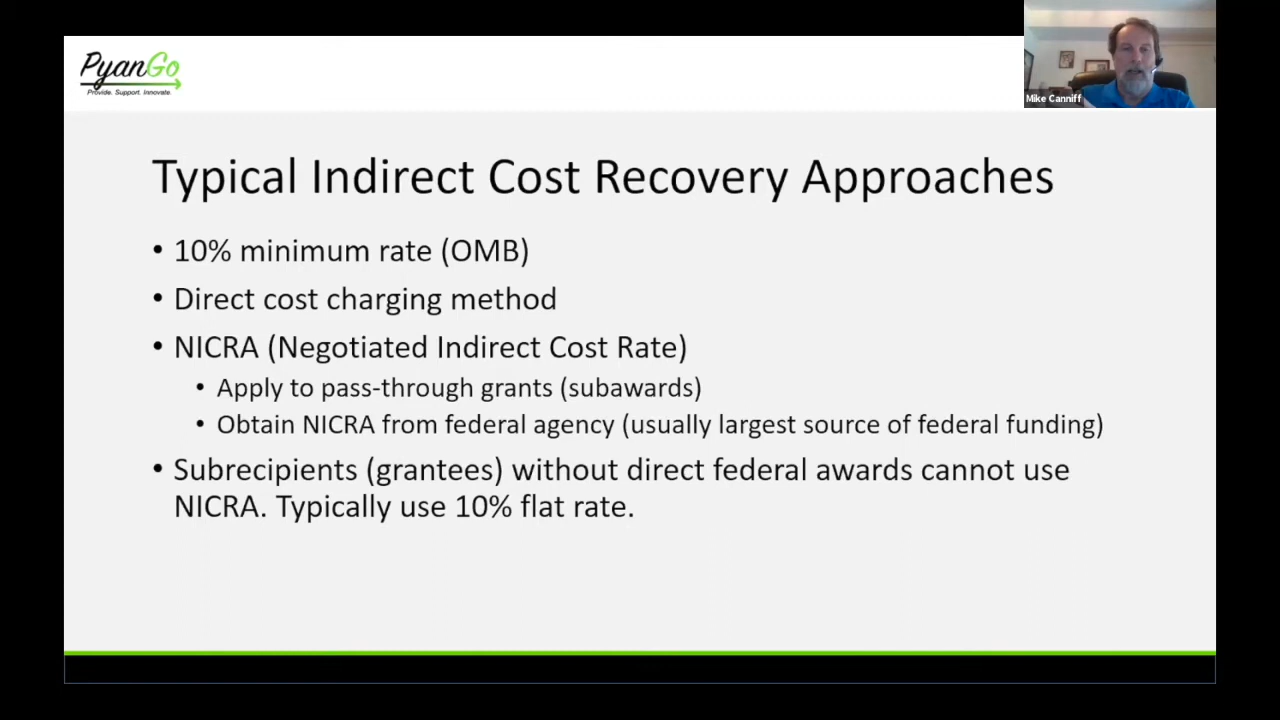 PyanGo
Provide. Support. Innovate.
Mike Canniff
Typical Indirect Cost Recovery Approaches
• 10% minimum rate (OMB)
• Direct cost charging method
• NICRA (Negotiated Indirect Cost Rate)
• Apply to pass-through grants (subawards)
• Obtain NICRA from federal agency (usually largest source of federal funding)
• Subrecipients (grantees) without direct federal awards cannot use
NICRA. Typically use 10% flat rate.